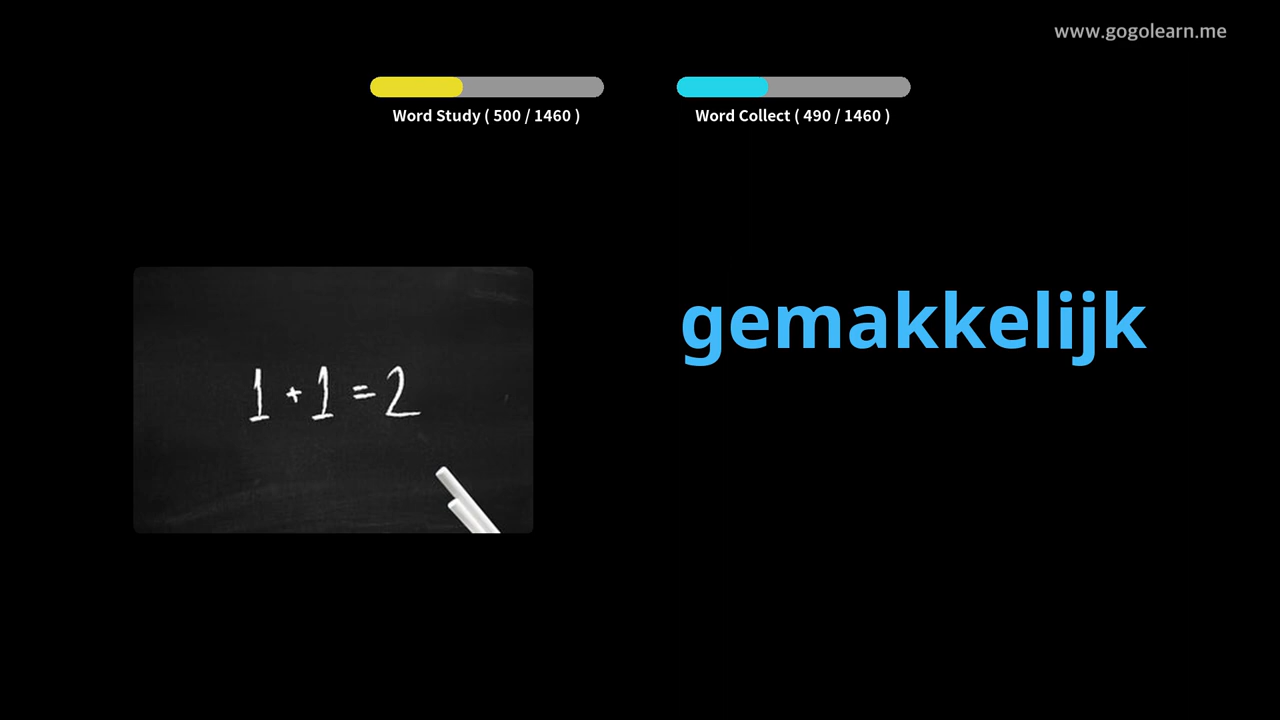 www.gogolearn.me
Word Study ( 500 / 1460 )
Word Collect ( 490 / 1460 )
1 + 1 = 2
gemakkelijk